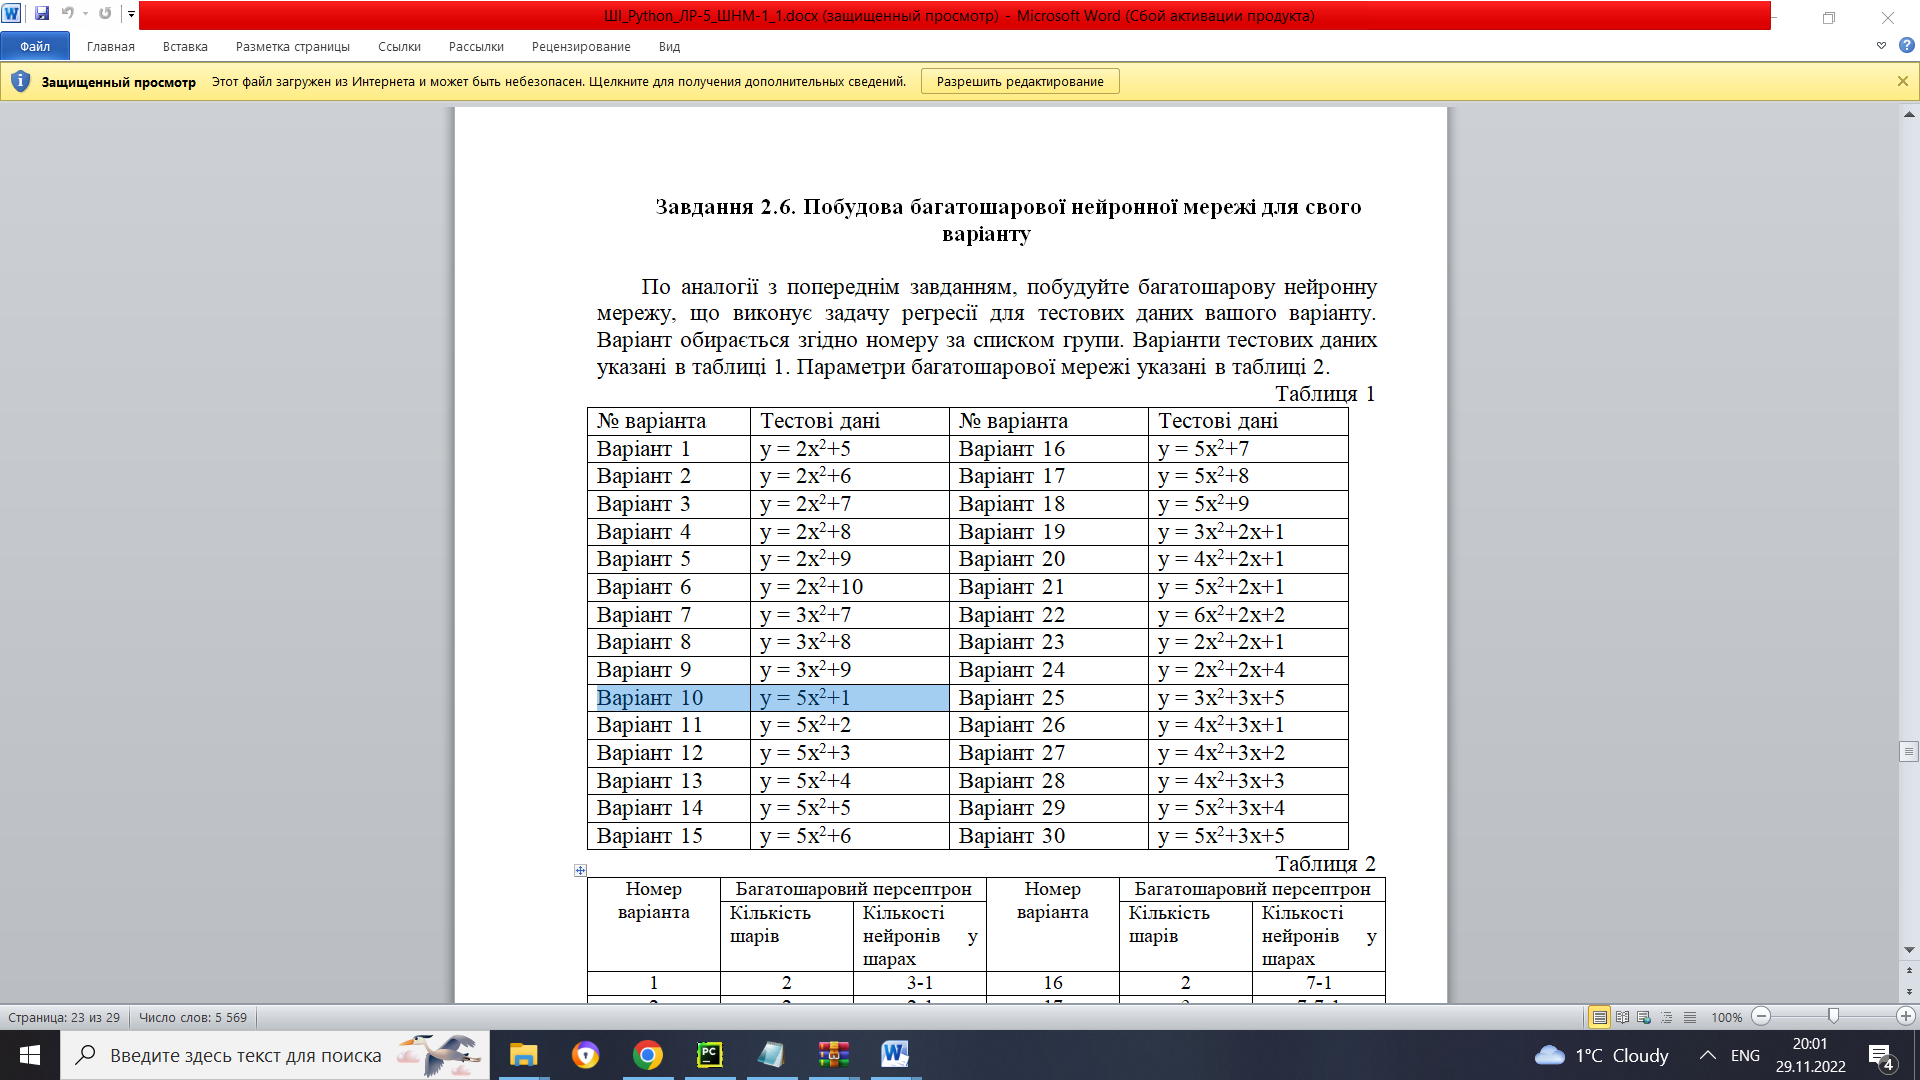 ШІ_Python_ЛР-5_ШНМ-1_1.docx (защищенный просмотр) - Microsoft Word (Сбой активации продукта)
Файл Главная Вставка Разметка страницы Ссылки Рассылки Рецензирование Вид
Защищенный просмотр Этот файл загружен из Интернета и может быть небезопасен. Щелкните для получения дополнительных сведений. Разрешить редактирование
Завдання 2.6. Побудова багатошарової нейронної мережі для свого
варіанту
По аналогії з попереднім завданням, побудуйте багатошарову нейронну
мережу, що виконує задачу регресії для тестових даних вашого варіанту.
Варіант обирається згідно номеру за списком групи. Варіанти тестових даних
указані в таблиці 1. Параметри багатошарової мережі указані в таблиці 2.
Таблиця 1
№ варіанта Тестові дані № варіанта Тестові дані
Варіант 1 y = 2x²+5 Варіант 16 y = 5x²+7
Варіант 2 y = 2x²+6 Варіант 17 y = 5x²+8
Варіант 3 y = 2x²+7 Варіант 18 y = 5x²+9
Варіант 4 y = 2x²+8 Варіант 19 y = 3x²+2x+1
Варіант 5 y = 2x²+9 Варіант 20 y = 4x²+2x+1
Варіант 6 y = 2x²+10 Варіант 21 y = 5x²+2x+1
Варіант 7 y = 3x²+7 Варіант 22 y = 6x²+2x+2
Варіант 8 y = 3x²+8 Варіант 23 y = 2x²+2x+1
Варіант 9 y = 3x²+9 Варіант 24 y = 2x²+2x+4
Варіант 10 y = 5x²+1 Варіант 25 y = 3x²+3x+5
Варіант 11 y = 5x²+2 Варіант 26 y = 4x²+3x+1
Варіант 12 y = 5x²+3 Варіант 27 y = 4x²+3x+2
Варіант 13 y = 5x²+4 Варіант 28 y = 4x²+3x+3
Варіант 14 y = 5x²+5 Варіант 29 y = 5x²+3x+4
Варіант 15 y = 5x²+6 Варіант 30 y = 5x²+3x+5
Таблиця 2
Номер Багатошаровий персептрон Номер Багатошаровий персептрон
варіанта Кількість Кількості варіанта Кількість Кількості
шарів нейронів у шарів нейронів у
шарах шарах
1 2 3-1 16 2 7-1
Страница: 23 из 29 Число слов: 5 569 100%
Введите здесь текст для поиска 1°C Cloudy ENG 20:01
29.11.2022 4